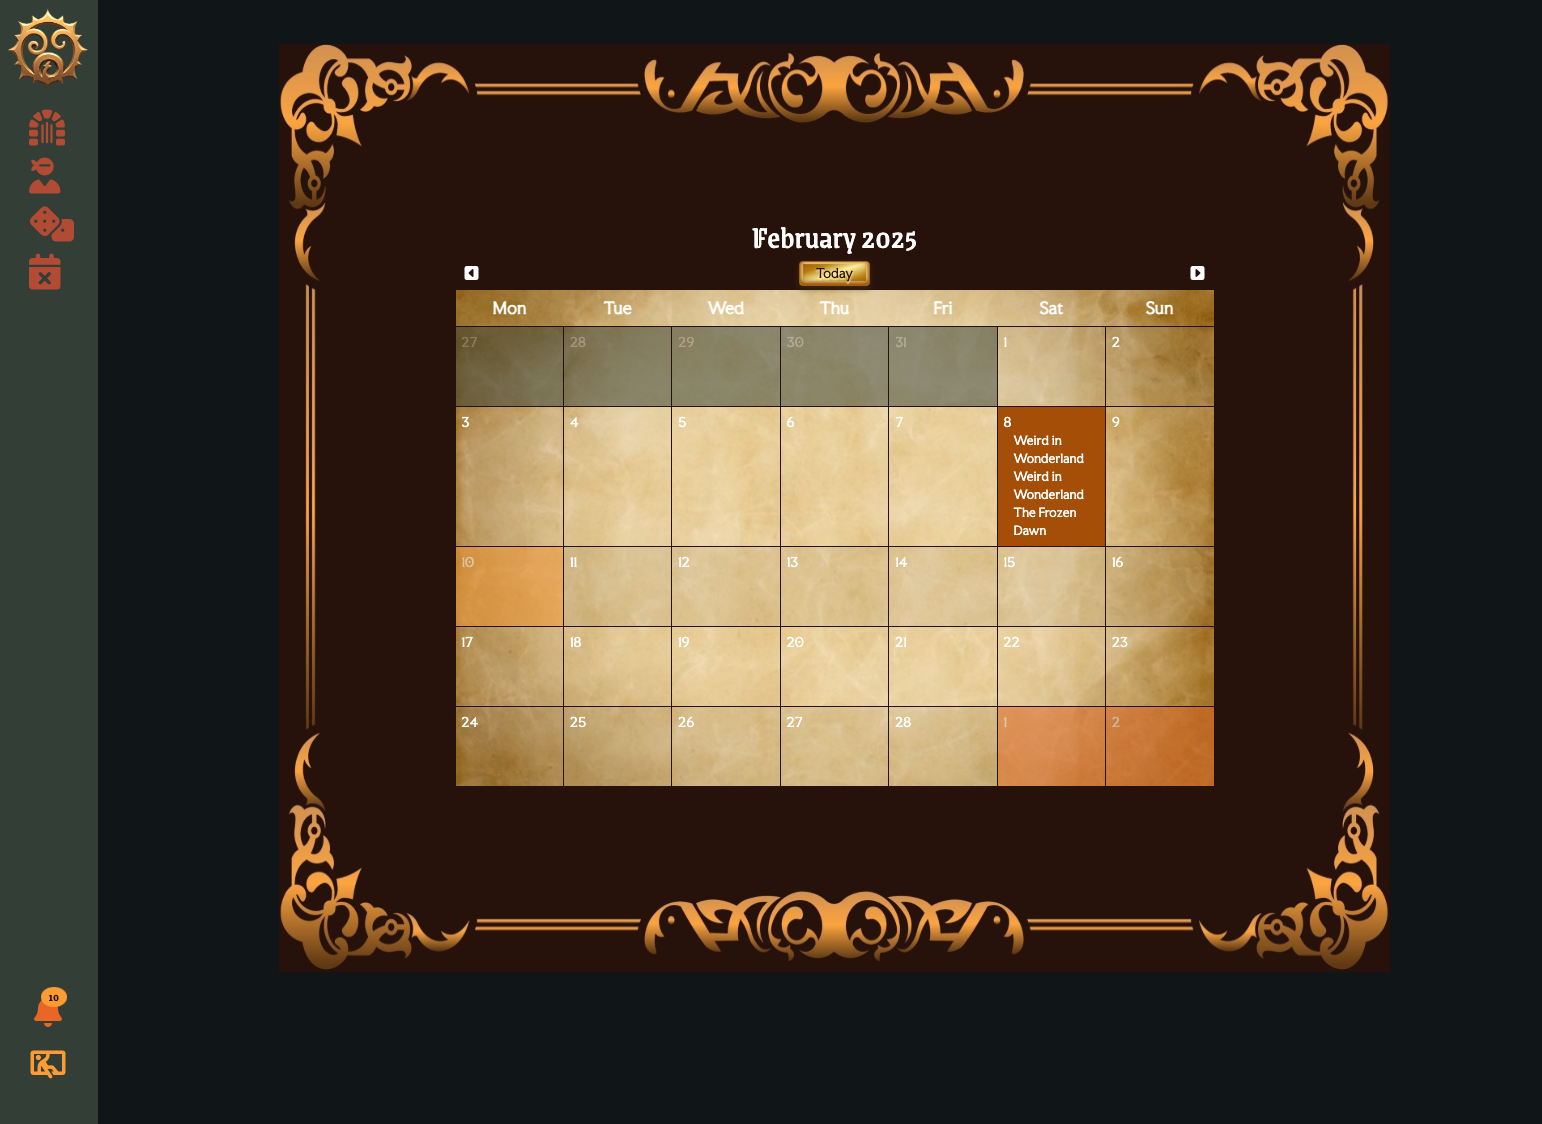 February 2025
Today
Mon Tue Wed Thu Fri Sat Sun
27 28 29 30 31 1 2
3 4 5 6 7 8 9
Weird in
Wonderland
Weird in
Wonderland
The Frozen
Dawn
10 11 12 13 14 15 16
17 18 19 20 21 22 23
24 25 26 27 28 1 2
10